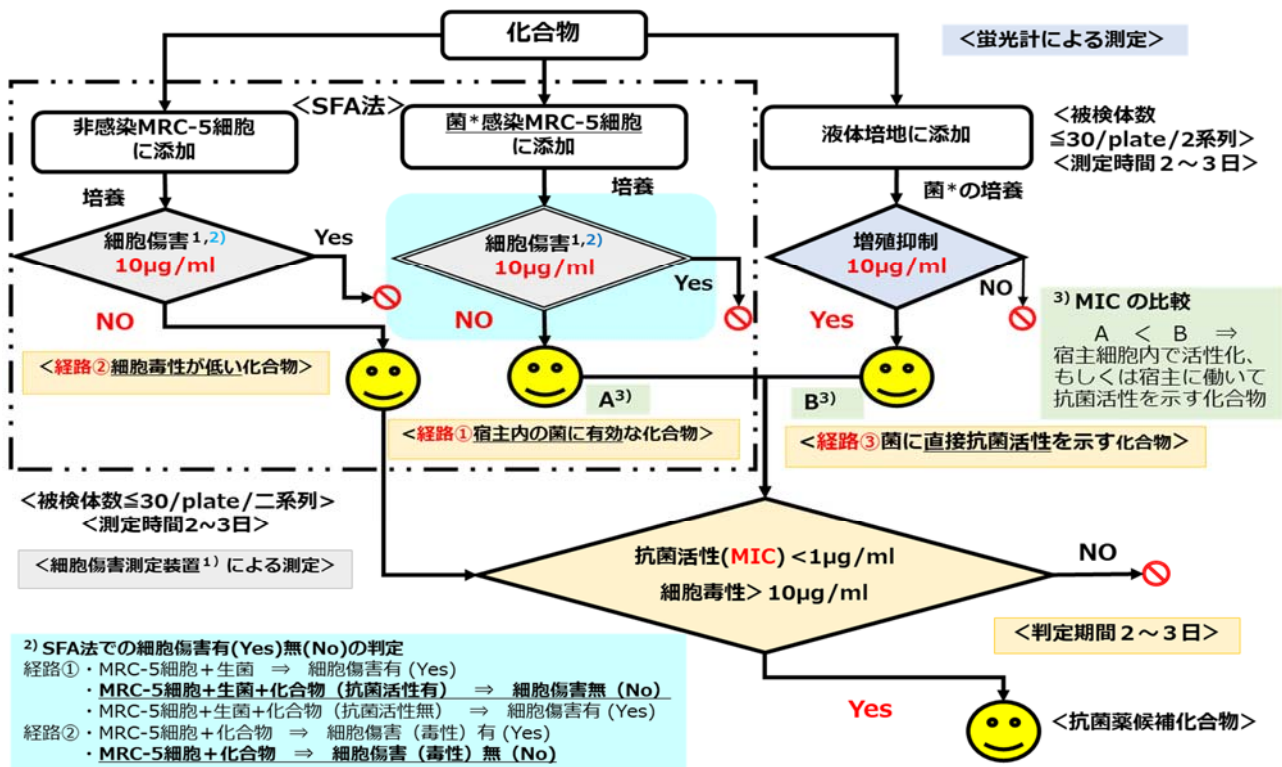 化合物
<蛍光計による測定>
<SFA法>
非感染MRC-5細胞
に添加
菌*感染MRC-5細胞
に添加
液体培地に添加
<被検体数
≦30/plate/2系列>
<測定時間２～３日>
培養
培養
菌*の培養
細胞傷害1,2)
10μg/ml
Yes
NO
細胞傷害1,2)
10μg/ml
Yes
NO
増殖抑制
10μg/ml
NO
Yes
3) MIC の比較
A ＜ B ⇒
宿主細胞内で活性化、
もしくは宿主に働いて
抗菌活性を示す化合物
<経路②細胞毒性が低い化合物>
A3)
B3)
<経路①宿主内の菌に有効な化合物>
<経路③菌に直接抗菌活性を示す化合物>
<被検体数≦30/plate/二系列>
<測定時間2~3日>
<細胞傷害測定装置1) による測定>
抗菌活性(MIC) <1μg/ml
細胞毒性> 10μg/ml
NO
<判定期間２～３日>
Yes
<抗菌薬候補化合物>
2) SFA法での細胞傷害有(Yes)無(No)の判定
経路①・MRC-5細胞＋生菌 ⇒ 細胞傷害有 (Yes)
・MRC-5細胞＋生菌＋化合物（抗菌活性有） ⇒ 細胞傷害無（No）
・MRC-5細胞＋生菌＋化合物（抗菌活性無） ⇒ 細胞傷害有 (Yes)
経路②・MRC-5細胞＋化合物 ⇒ 細胞傷害（毒性）有 (Yes)
・MRC-5細胞＋化合物 ⇒ 細胞傷害（毒性）無（No）